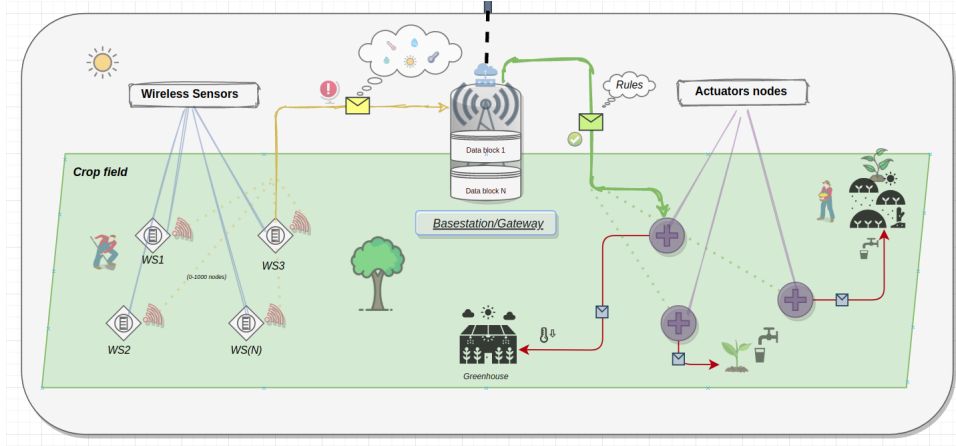 Wireless Sensors
Rules
Actuators nodes
Data block 1
Data block N
Crop field
Basestation/Gateway
WS1
WS3
(0-1000 nodes)
WS2
WS(N)
Greenhouse